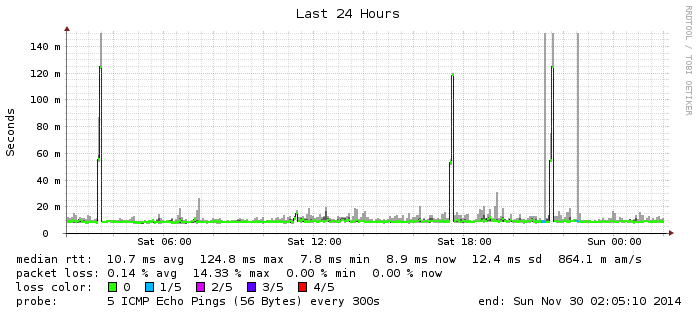 Last 24 Hours
RRDTOOL / TOBI OETIKER
Seconds
140 m
120 m
100 m
80 m
60 m
40 m
20 m
0
Sat 06:00 Sat 12:00 Sat 18:00 Sun 00:00
median rtt: 10.7 ms avg 124.8 ms max 7.8 ms min 8.9 ms now 12.4 ms sd 864.1 m am/s
packet loss: 0.14 % avg 14.33 % max 0.00 % min 0.00 % now
loss color: 0 1/5 2/5 3/5 4/5
probe: 5 ICMP Echo Pings (56 Bytes) every 300s end: Sun Nov 30 02:05:10 2014